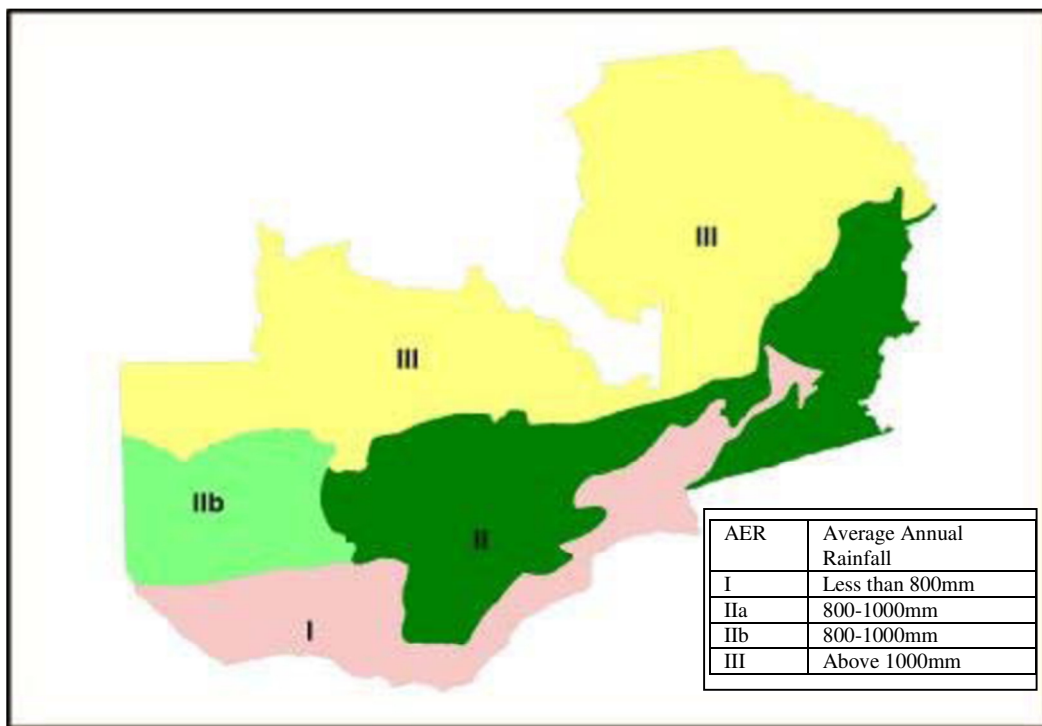 III
III
IIb
II
I
AER Average Annual
Rainfall
I Less than 800mm
IIa 800-1000mm
IIb 800-1000mm
III Above 1000mm